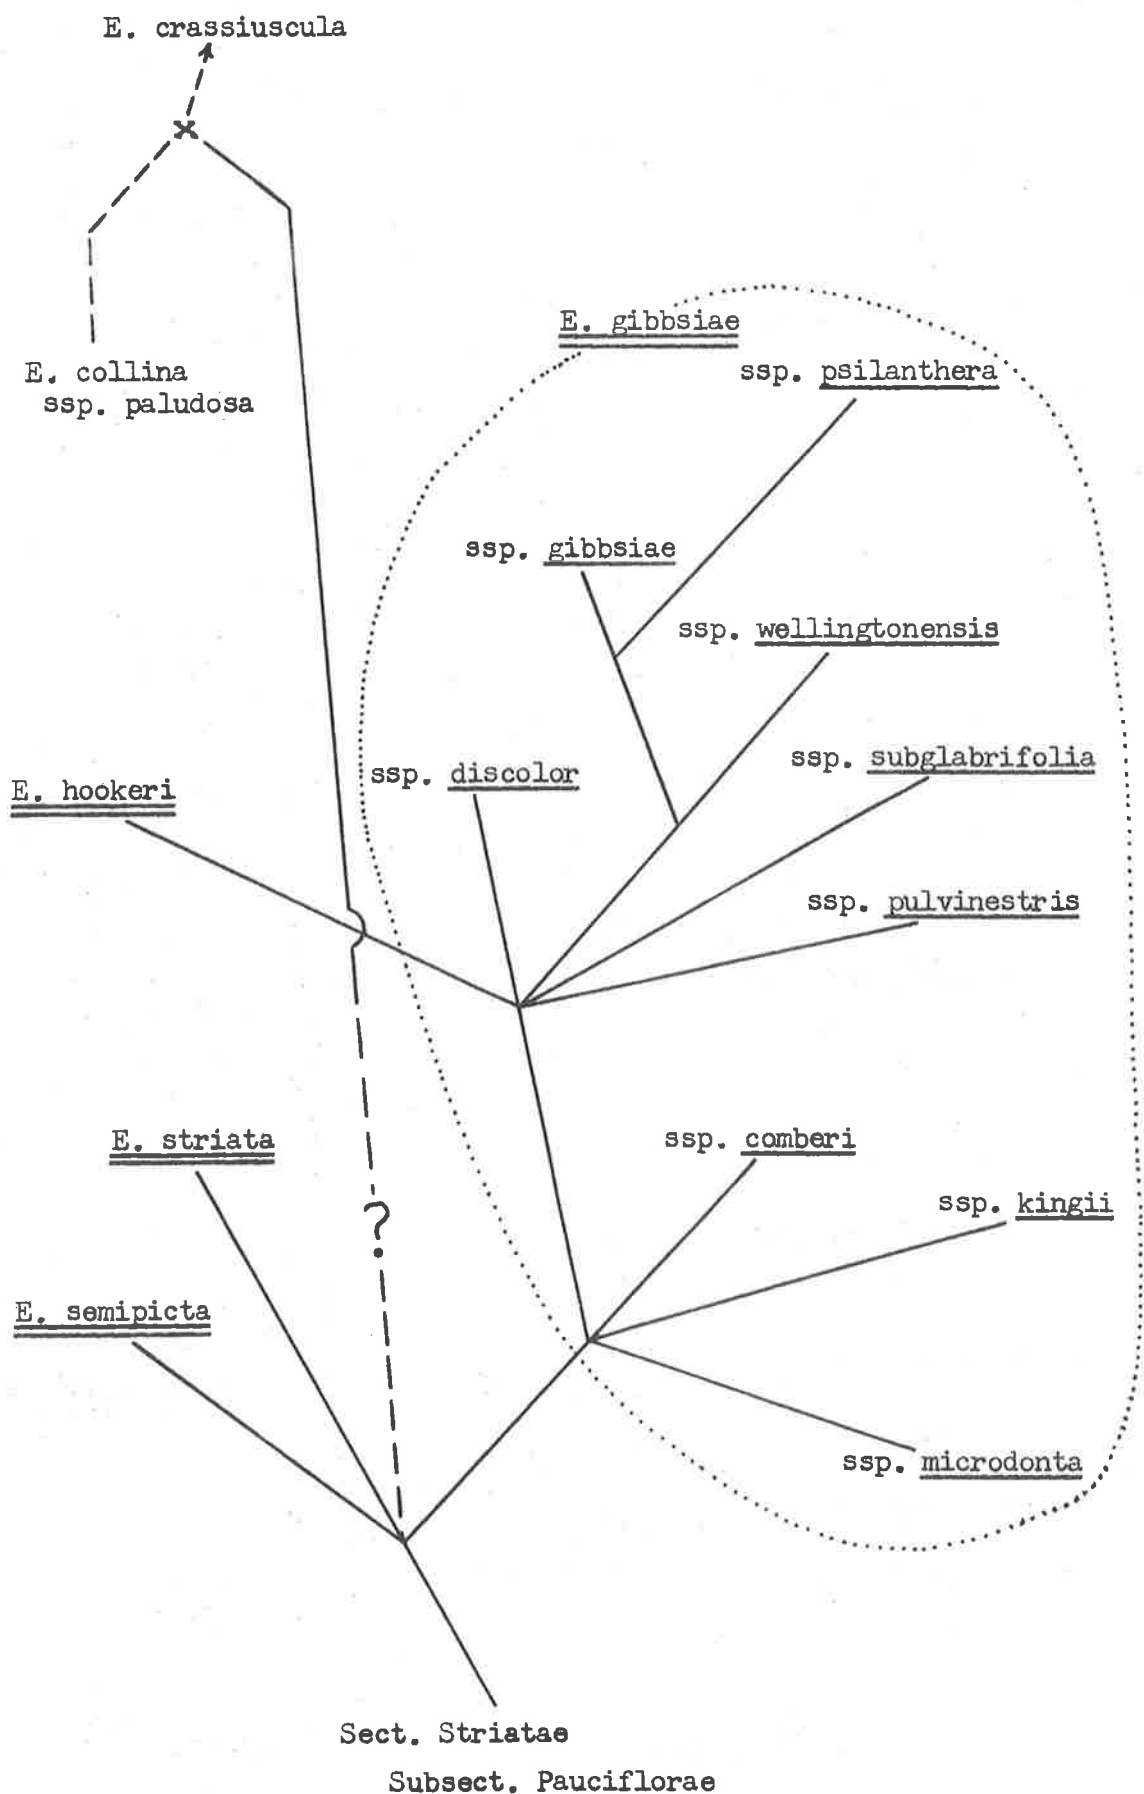 E. crassiuscula
E. collina
ssp. paludosa
E. gibbsiae
ssp. psilanthera
ssp. gibbsiae
ssp. wellingtonensis
ssp. subglabrifolia
ssp. discolor
E. hookeri
ssp. pulvinestris
E. striata
ssp. comberi
ssp. kingii
?
E. semipicta
ssp. microdonta
Sect. Striatae
Subsect. Pauciflorae